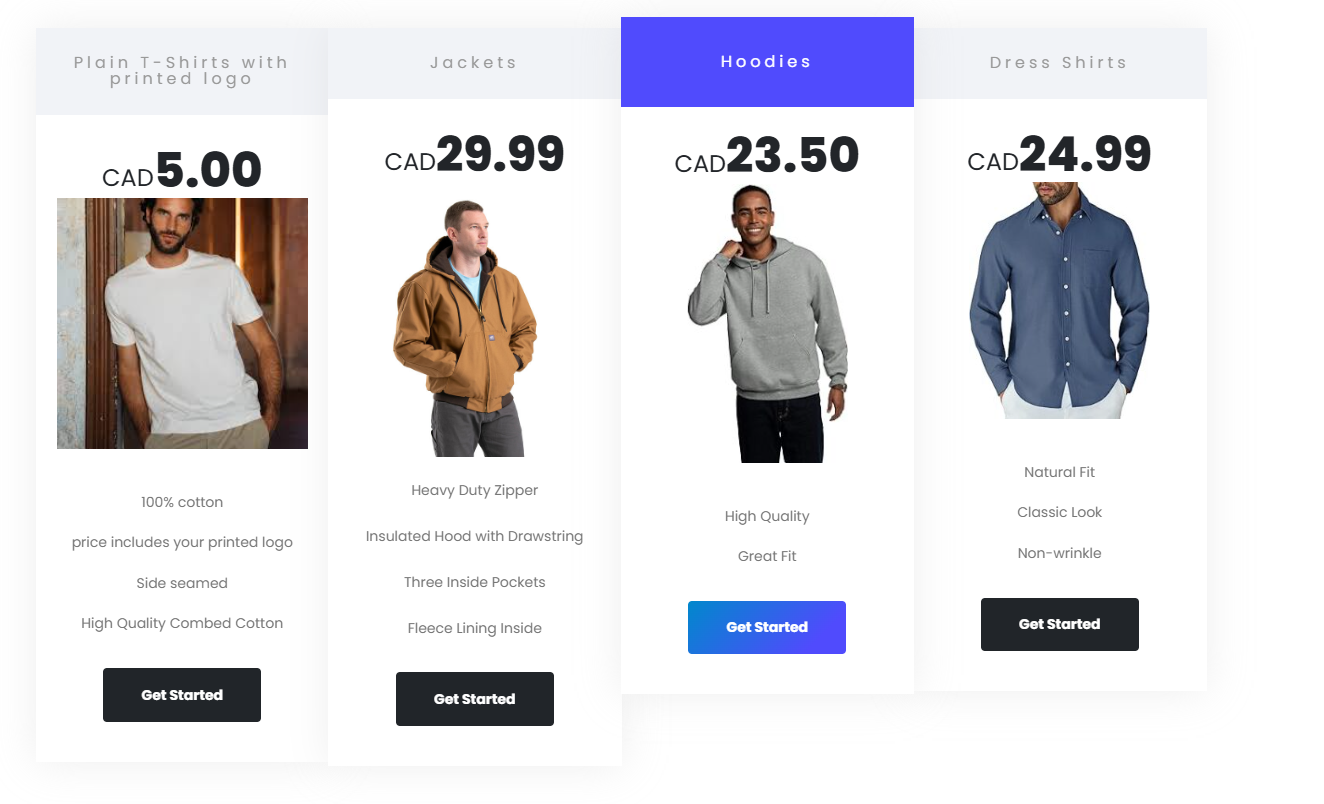 Plain T-Shirts with
printed logo
CAD5.00
100% cotton
price includes your printed logo
Side seamed
High Quality Combed Cotton
Get Started
Jackets
CAD29.99
Heavy Duty Zipper
Insulated Hood with Drawstring
Three Inside Pockets
Fleece Lining Inside
Get Started
Hoodies
CAD23.50
High Quality
Great Fit
Get Started
Dress Shirts
CAD24.99
Natural Fit
Classic Look
Non-wrinkle
Get Started